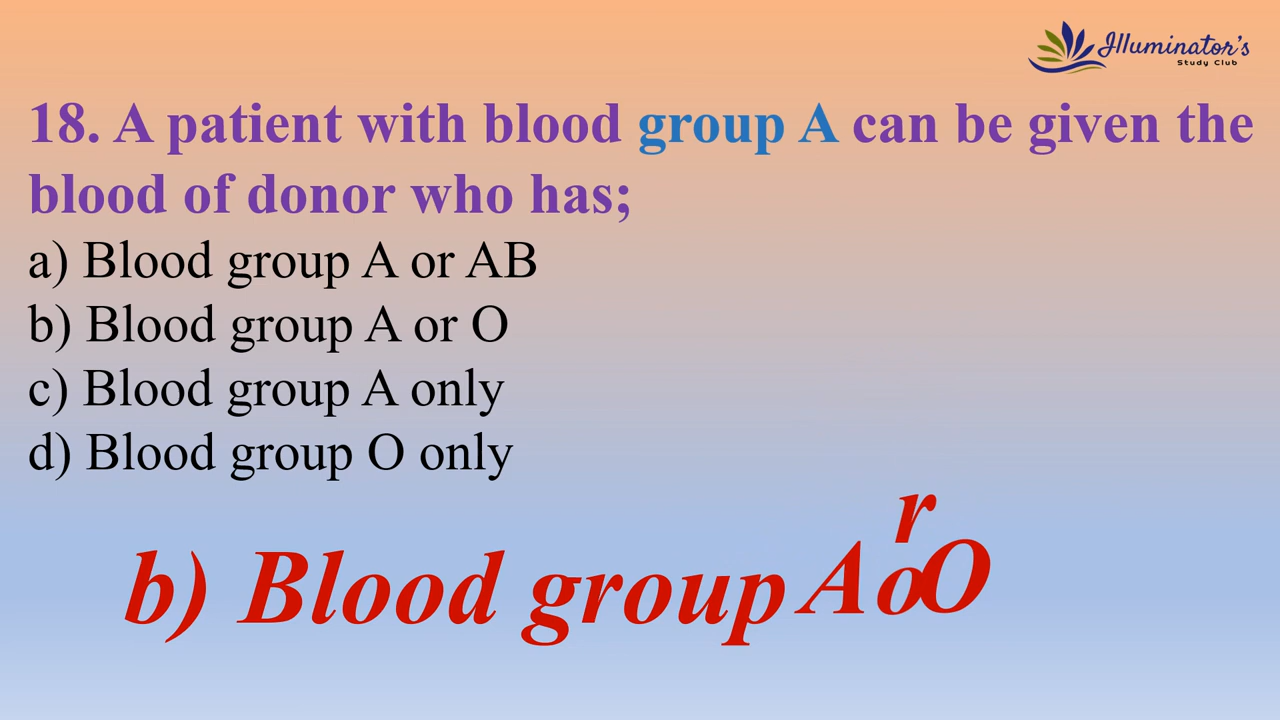 Illuminator's
Study Club
18. A patient with blood group A can be given the
blood of donor who has;
a) Blood group A or AB
b) Blood group A or O
c) Blood group A only
d) Blood group O only
b) Blood group A or O